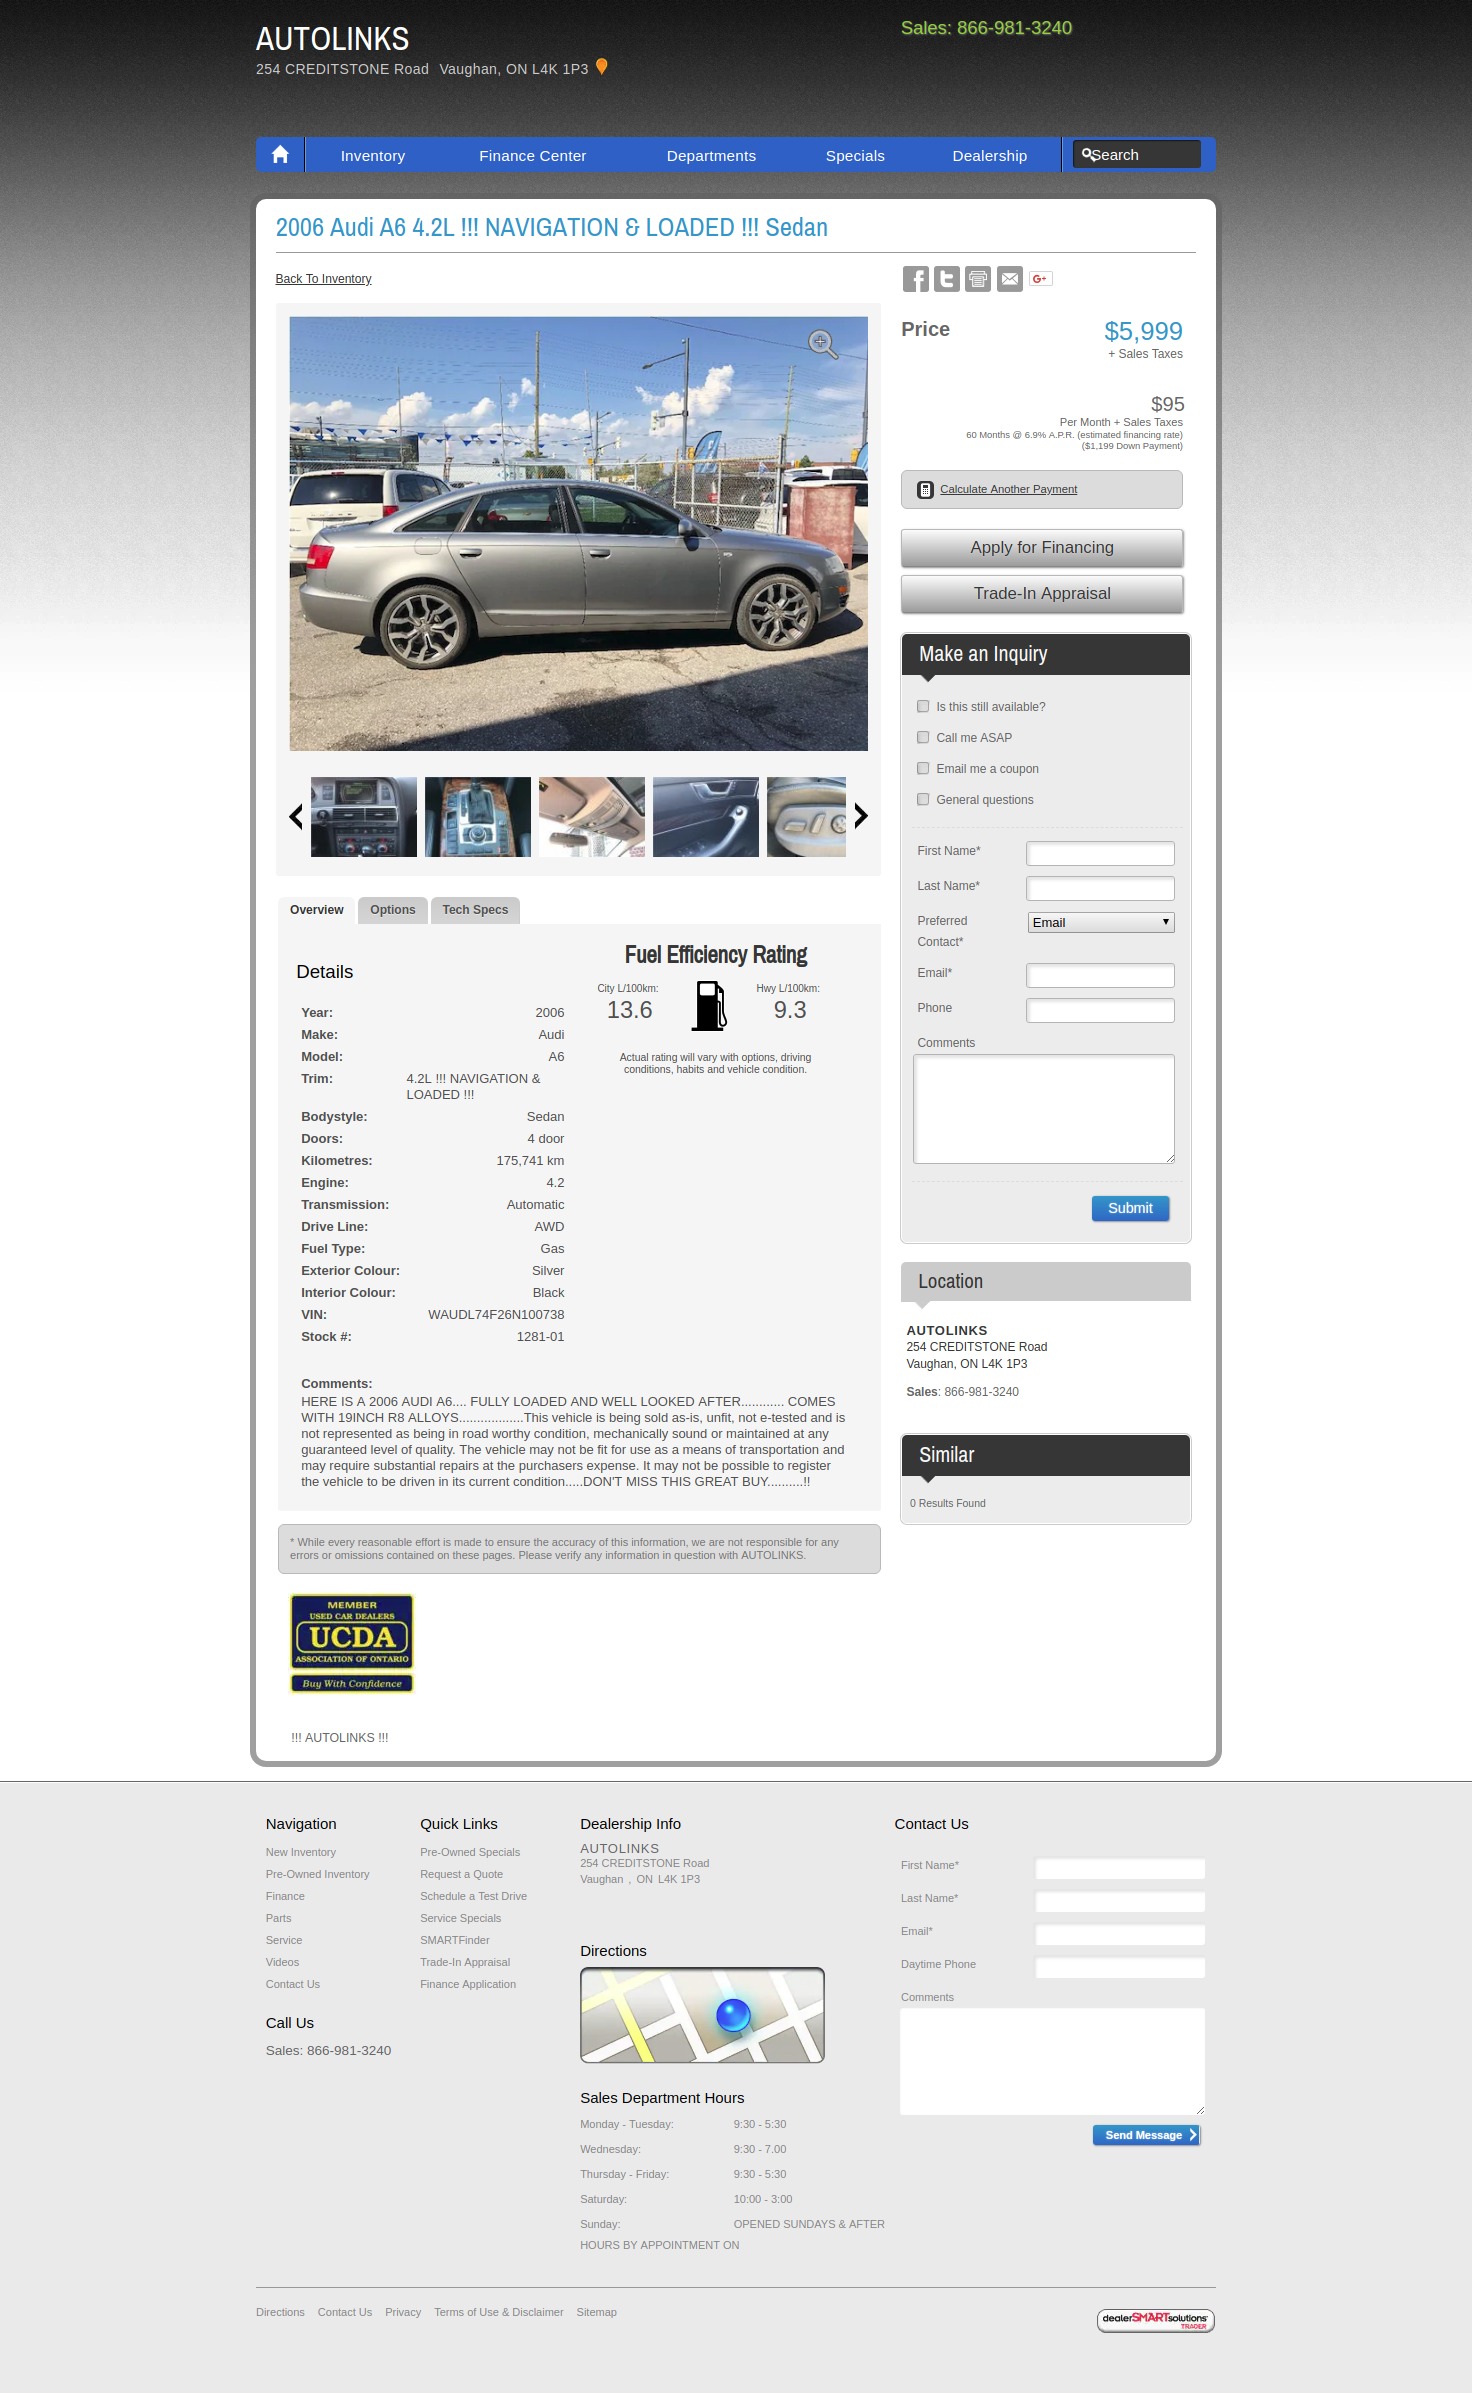 AUTOLINKS
254 CREDITSTONE Road Vaughan, ON L4K 1P3
Sales: 866-981-3240
Inventory Finance Center Departments Specials Dealership Search
2006 Audi A6 4.2L !!! NAVIGATION & LOADED !!! Sedan
Back To Inventory
G+
Price $5,999
+ Sales Taxes
$95
Per Month + Sales Taxes
60 Months @ 6.9% A.P.R. (estimated financing rate)
($1,199 Down Payment)
Calculate Another Payment
Apply for Financing
Trade-In Appraisal
Make an Inquiry
Is this still available?
Call me ASAP
Email me a coupon
General questions
First Name*
Last Name*
Preferred
Contact*
Email
Email*
Phone
Comments
Submit
Location
AUTOLINKS
254 CREDITSTONE Road
Vaughan, ON L4K 1P3
Sales: 866-981-3240
Similar
0 Results Found
Overview Options Tech Specs
Details
Year: 2006
Make: Audi
Model: A6
Trim: 4.2L !!! NAVIGATION &
LOADED !!!
Bodystyle: Sedan
Doors: 4 door
Kilometres: 175,741 km
Engine: 4.2
Transmission: Automatic
Drive Line: AWD
Fuel Type: Gas
Exterior Colour: Silver
Interior Colour: Black
VIN: WAUDL74F26N100738
Stock #: 1281-01
Fuel Efficiency Rating
City L/100km: Hwy L/100km:
13.6 9.3
Actual rating will vary with options, driving
conditions, habits and vehicle condition.
Comments:
HERE IS A 2006 AUDI A6.... FULLY LOADED AND WELL LOOKED AFTER............ COMES
WITH 19INCH R8 ALLOYS..................This vehicle is being sold as-is, unfit, not e-tested and is
not represented as being in road worthy condition, mechanically sound or maintained at any
guaranteed level of quality. The vehicle may not be fit for use as a means of transportation and
may require substantial repairs at the purchasers expense. It may not be possible to register
the vehicle to be driven in its current condition.....DON'T MISS THIS GREAT BUY..........!!
* While every reasonable effort is made to ensure the accuracy of this information, we are not responsible for any
errors or omissions contained on these pages. Please verify any information in question with AUTOLINKS.
MEMBER
USED CAR DEALERS
UCDA
ASSOCIATION OF ONTARIO
Buy With Confidence
!!! AUTOLINKS !!!
Navigation
New Inventory
Pre-Owned Inventory
Finance
Parts
Service
Videos
Contact Us
Call Us
Sales: 866-981-3240
Quick Links
Pre-Owned Specials
Request a Quote
Schedule a Test Drive
Service Specials
SMARTFinder
Trade-In Appraisal
Finance Application
Dealership Info
AUTOLINKS
254 CREDITSTONE Road
Vaughan , ON L4K 1P3
Directions
Sales Department Hours
Monday - Tuesday: 9:30 - 5:30
Wednesday: 9:30 - 7.00
Thursday - Friday: 9:30 - 5:30
Saturday: 10:00 - 3:00
Sunday: OPENED SUNDAYS & AFTER
HOURS BY APPOINTMENT ON
Contact Us
First Name*
Last Name*
Email*
Daytime Phone
Comments
Send Message
Directions Contact Us Privacy Terms of Use & Disclaimer Sitemap
dealerSMARTsolutions
TRADER